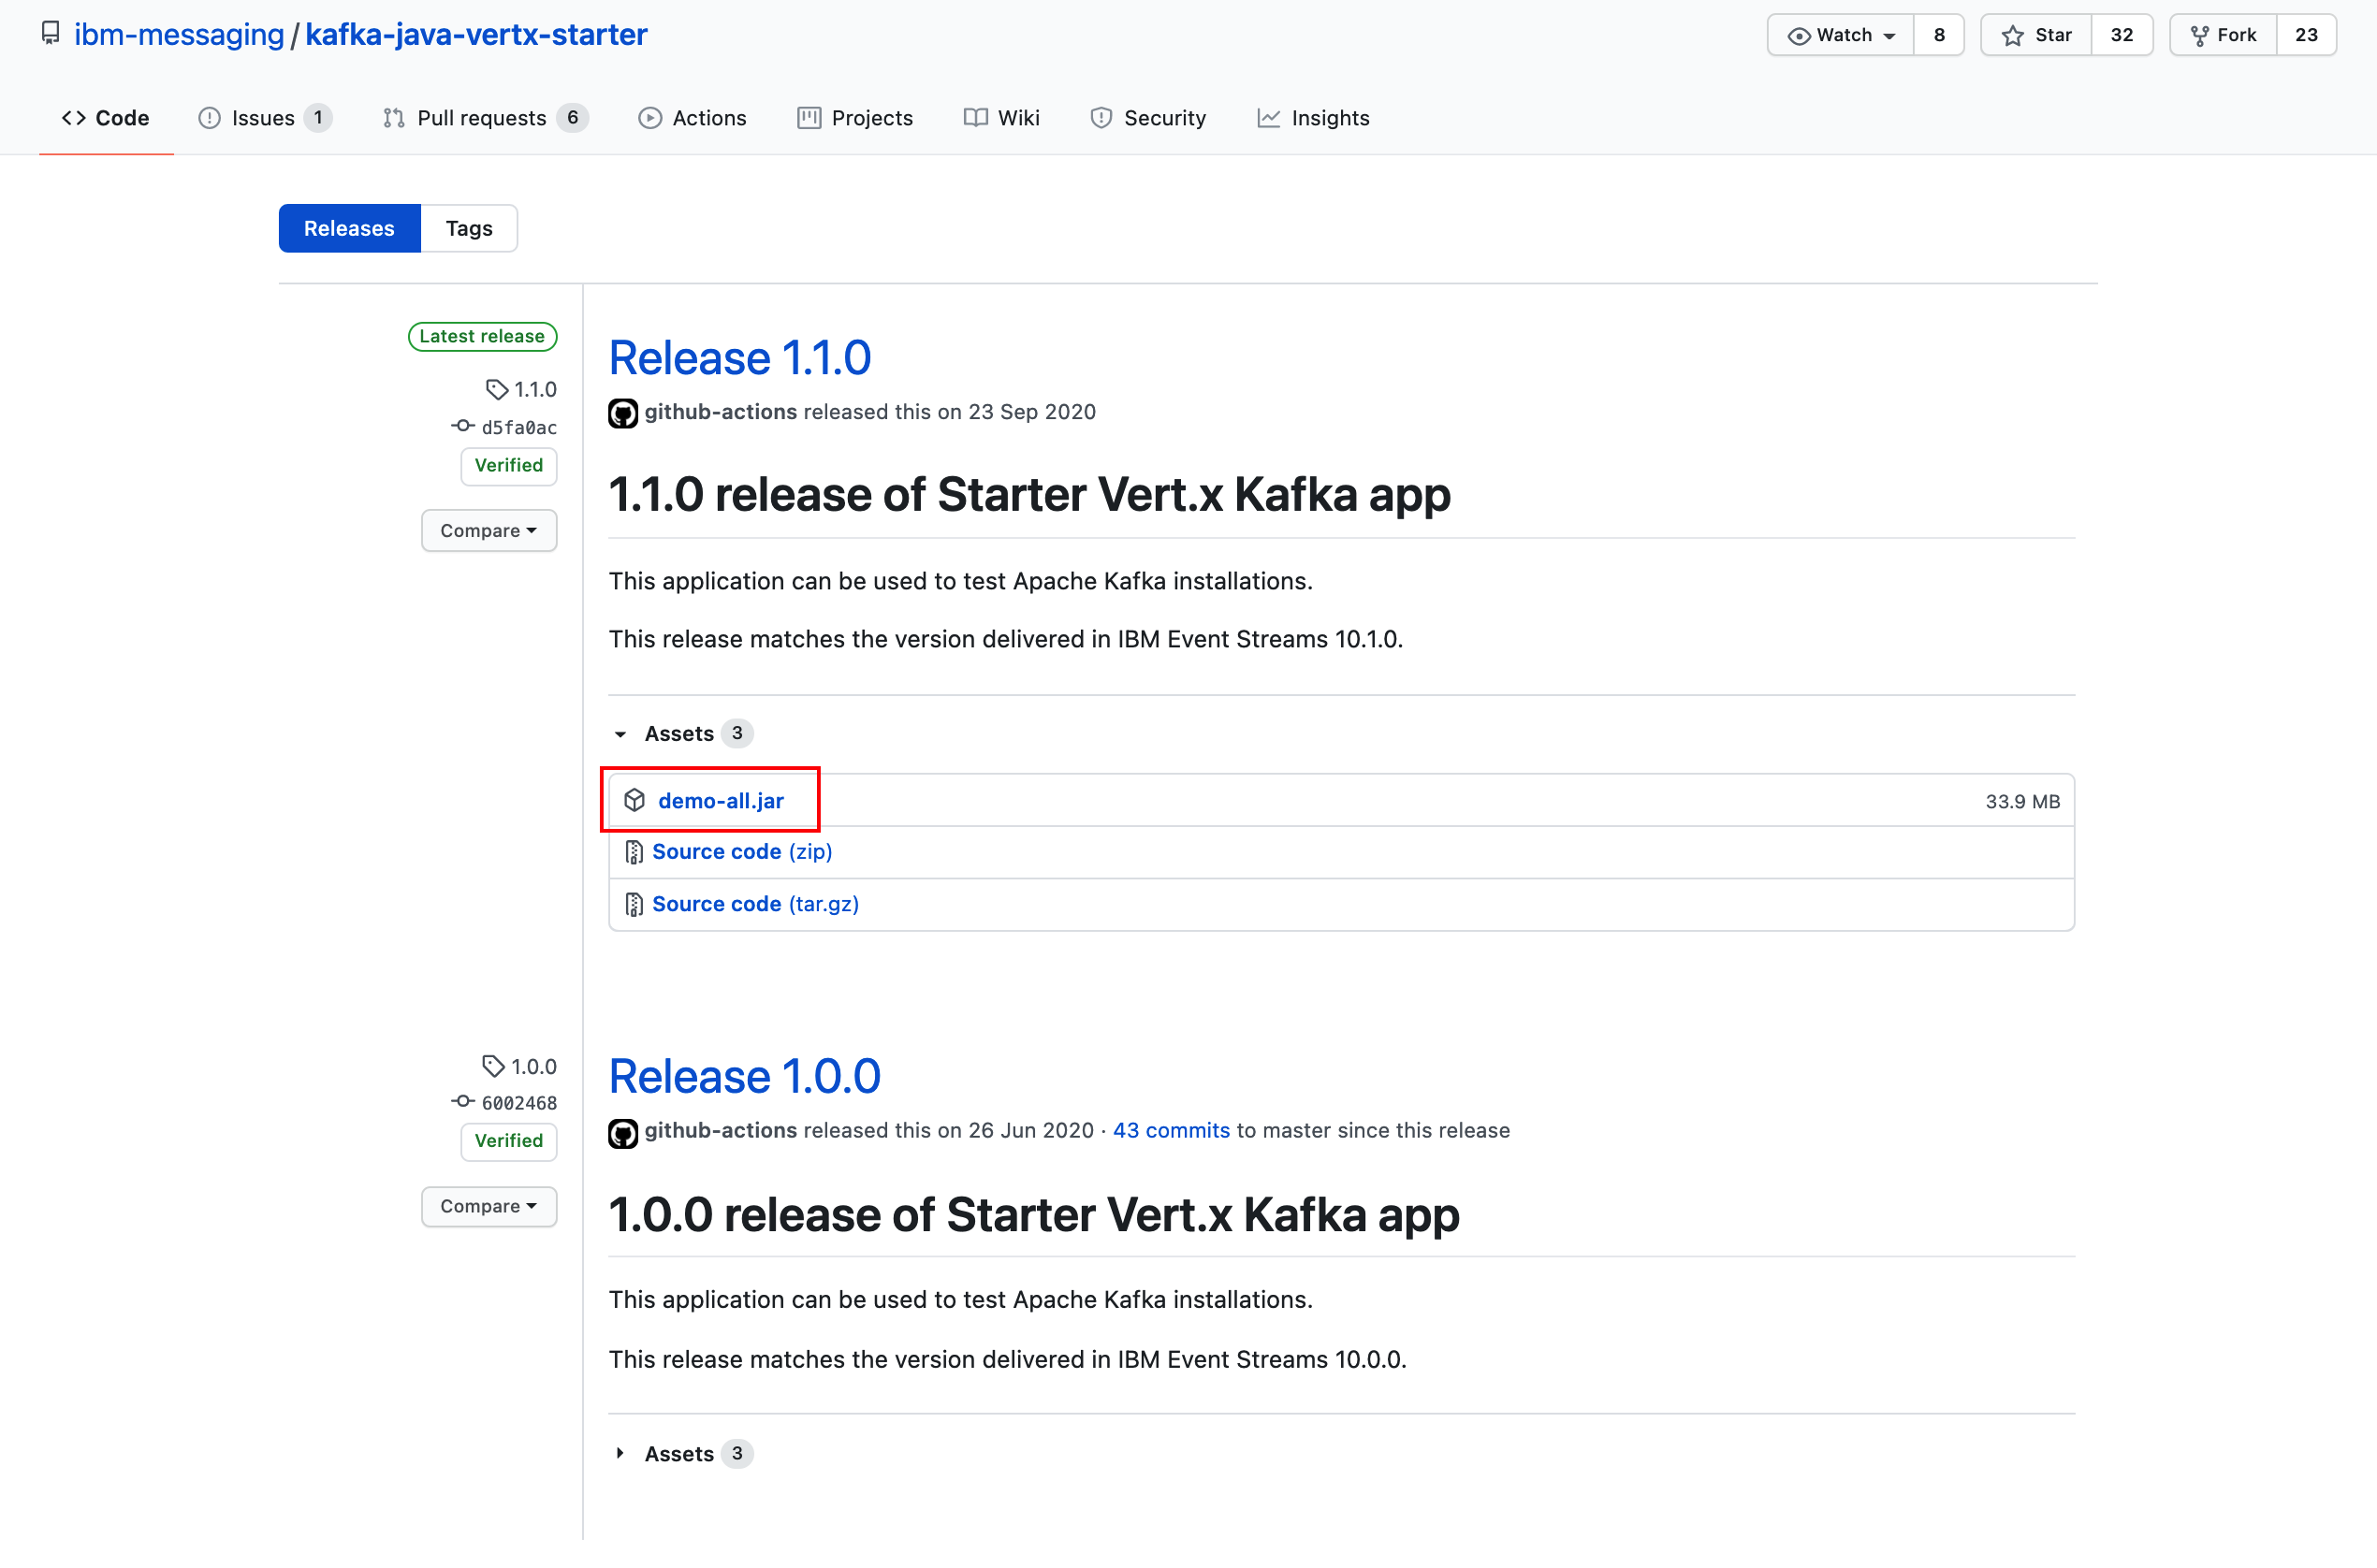 ibm-messaging / kafka-java-vertx-starter
Watch 8 Star 32 Fork 23
Code Issues 1 Pull requests 6 Actions Projects Wiki Security Insights
Releases Tags
Latest release
1.1.0
d5fa0ac
Verified
Compare
Release 1.1.0
github-actions released this on 23 Sep 2020
1.1.0 release of Starter Vert.x Kafka app
This application can be used to test Apache Kafka installations.
This release matches the version delivered in IBM Event Streams 10.1.0.
Assets 3
demo-all.jar 33.9 MB
Source code (zip)
Source code (tar.gz)
1.0.0
6002468
Verified
Compare
Release 1.0.0
github-actions released this on 26 Jun 2020 · 43 commits to master since this release
1.0.0 release of Starter Vert.x Kafka app
This application can be used to test Apache Kafka installations.
This release matches the version delivered in IBM Event Streams 10.0.0.
Assets 3